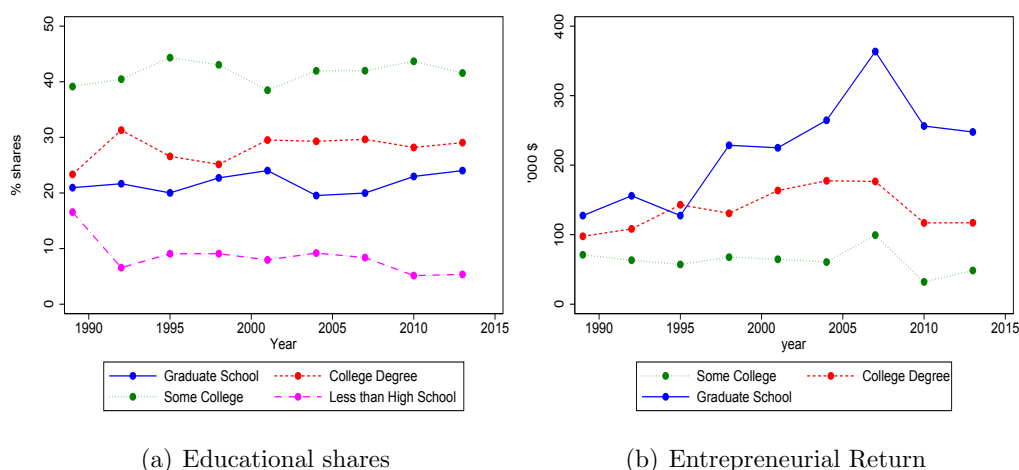 50
40
30
20
10
0
% shares
1990 1995 2000 2005 2010 2015
Year
Graduate School College Degree
Some College Less than High School
(a) Educational shares
400
300
200
100
0
'000 $
1990 1995 2000 2005 2010 2015
year
Some College College Degree
Graduate School
(b) Entrepreneurial Return